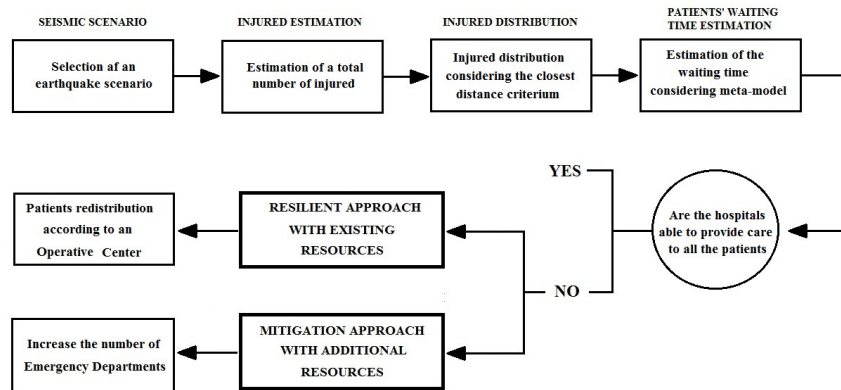 SEISMIC SCENARIO
INJURED ESTIMATION
INJURED DISTRIBUTION
PATIENTS' WAITING
TIME ESTIMATION
Selection af an
earthquake scenario
Estimation of a total
number of injured
Injured distribution
considering the closest
distance criterium
Estimation of the
waiting time
considering meta-model
Are the hospitals
able to provide care
to all the patients
YES
NO
RESILIENT APPROACH
WITH EXISTING
RESOURCES
Patients redistribution
according to an
Operative Center
MITIGATION APPROACH
WITH ADDITIONAL
RESOURCES
Increase the number of
Emergency Departments